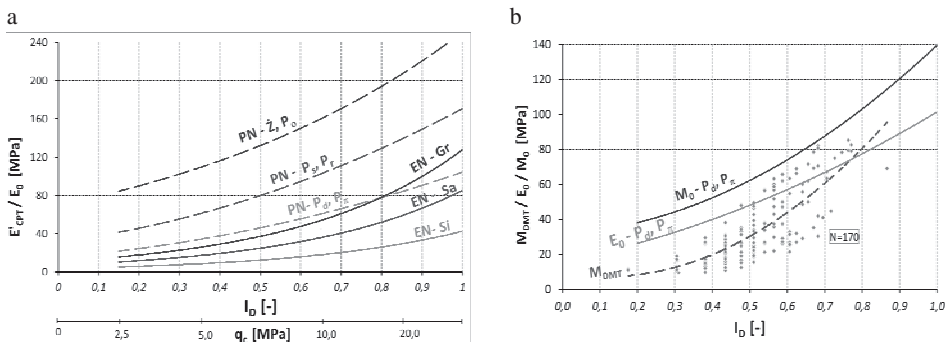 a
240
200
160
120
80
40
0
E'CPT / E0 [MPa]
PN - Ż, Po
PN - Ps, Pr
PN - Pd, Pπ
EN - Gr
EN - Sa
EN - Si
0 0,1 0,2 0,3 0,4 0,5 0,6 0,7 0,8 0,9 1
ID [-]
0 2,5 5,0 10,0 20,0
qc [MPa]
b
140
120
100
80
60
40
20
0
MDMT / E0 / M0 [MPa]
M0 - Pd, Pπ
E0 - Pd, Pπ
MDMT
N=170
0,0 0,1 0,2 0,3 0,4 0,5 0,6 0,7 0,8 0,9 1,0
ID [-]